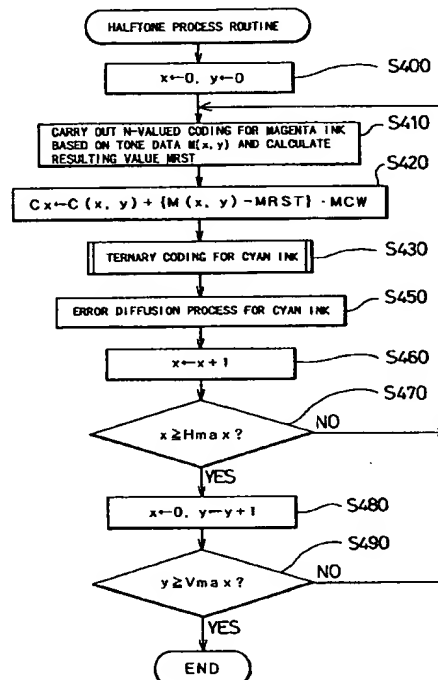 HALFTONE PROCESS ROUTINE
x←0, y←0
S400
CARRY OUT N-VALUED CODING FOR MAGENTA INK
BASED ON TONE DATA M(x, y) AND CALCULATE
RESULTING VALUE MRST
S410
S420
Cx←C(x, y) + {M(x, y) -MRST} · MCW
TERNARY CODING FOR CYAN INK
S430
ERROR DIFFUSION PROCESS FOR CYAN INK
S450
x←x+1
S460
S470
x≧Hmax?
NO
YES
x←0, y←y+1
S480
S490
y≧Vmax?
NO
YES
END